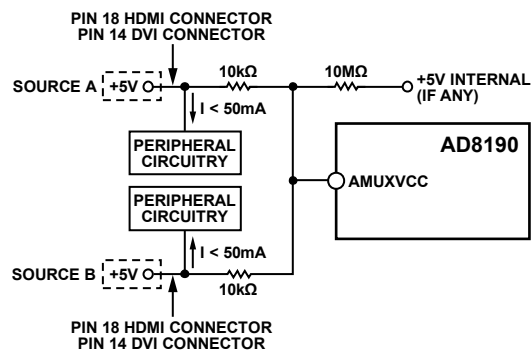 PIN 18 HDMI CONNECTOR
PIN 14 DVI CONNECTOR
SOURCE A
+5V
10kΩ
10MΩ
+5V INTERNAL
(IF ANY)
I < 50mA
PERIPHERAL
CIRCUITRY
AD8190
AMUXVCC
PERIPHERAL
CIRCUITRY
I < 50mA
SOURCE B
+5V
10kΩ
PIN 18 HDMI CONNECTOR
PIN 14 DVI CONNECTOR